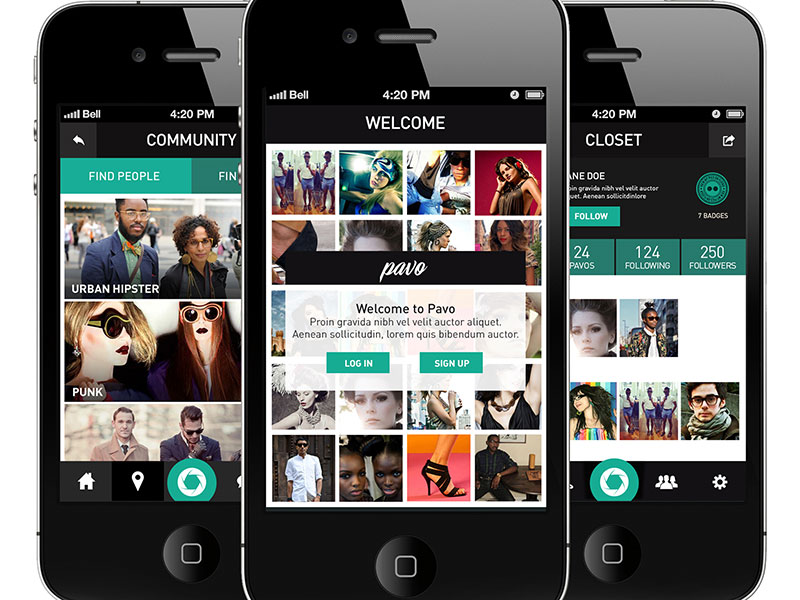 Bell 4:20 PM
COMMUNITY
FIND PEOPLE FIN
URBAN HIPSTER
PUNK
Bell 4:20 PM
WELCOME
pavo
Welcome to Pavo
Proin gravida nibh vel velit auctor aliquet.
Aenean sollicitudin, lorem quis bibendum auctor.
LOG IN SIGN UP
4:20 PM
CLOSET
ANE DOE
oin gravida nibh vel velit auctor
Aenean sollicitdinlore
FOLLOW
7 BADGES
24 124 250
PAVOS FOLLOWING FOLLOWERS